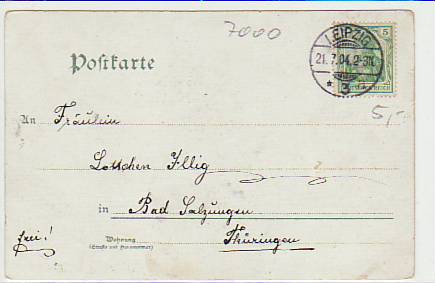 7000
Postkarte
LEIPZIG
21.7.04.2-3N.
* 3
5
5,-
An Fräulein
Lottchen Illig
in Bad Salzungen
frei!
Wohnung
(Straße und Hausnummer)
Thüringen